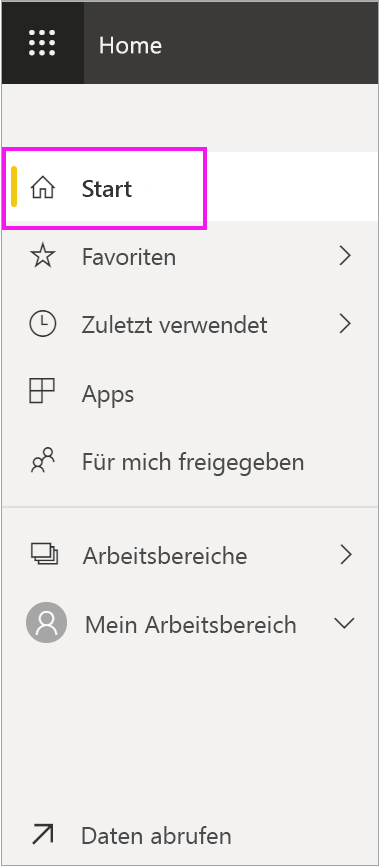 Home
Start
Favoriten
Zuletzt verwendet
Apps
Für mich freigegeben
Arbeitsbereiche
Mein Arbeitsbereich
Daten abrufen